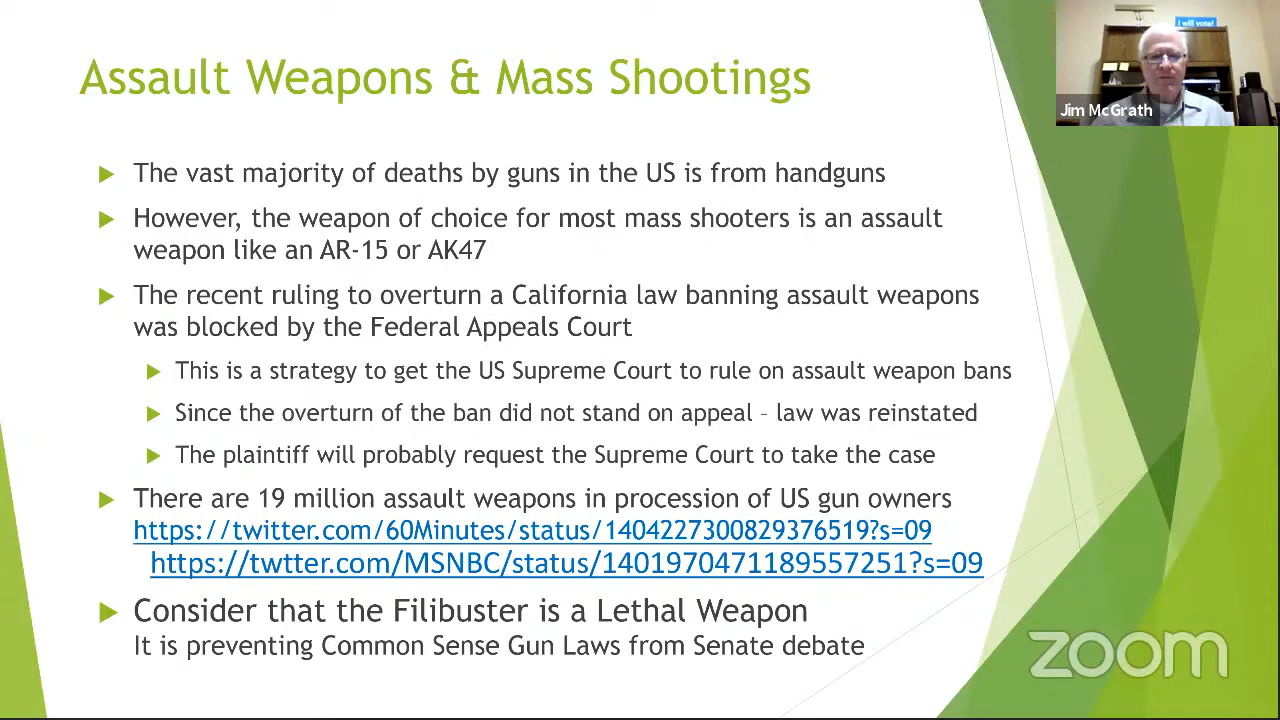 Assault Weapons & Mass Shootings
I will vote!
Jim McGrath
The vast majority of deaths by guns in the US is from handguns
However, the weapon of choice for most mass shooters is an assault
weapon like an AR-15 or AK47
The recent ruling to overturn a California law banning assault weapons
was blocked by the Federal Appeals Court
This is a strategy to get the US Supreme Court to rule on assault weapon bans
Since the overturn of the ban did not stand on appeal – law was reinstated
The plaintiff will probably request the Supreme Court to take the case
There are 19 million assault weapons in procession of US gun owners
https://twitter.com/60Minutes/status/1404227300829376519?s=09
https://twtter.com/MSNBC/status/1401970471189557251?s=09
Consider that the Filibuster is a Lethal Weapon
It is preventing Common Sense Gun Laws from Senate debate
zoom